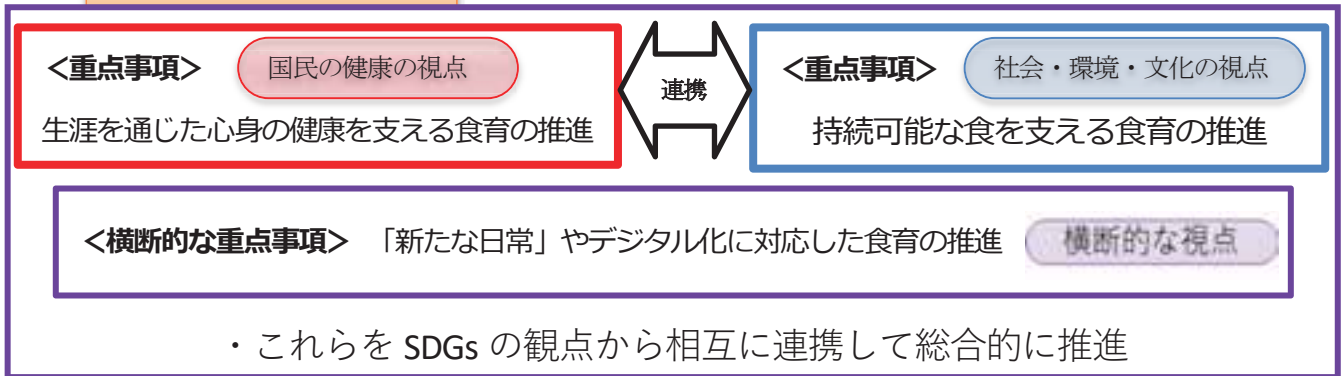 <重点事項> 国民の健康の視点
生涯を通じた心身の健康を支える食育の推進
連携
<重点事項> 社会・環境・文化の視点
持続可能な食を支える食育の推進
<横断的な重点事項> 「新たな日常」やデジタル化に対応した食育の推進 横断的な視点
・これらを SDGs の観点から相互に連携して総合的に推進